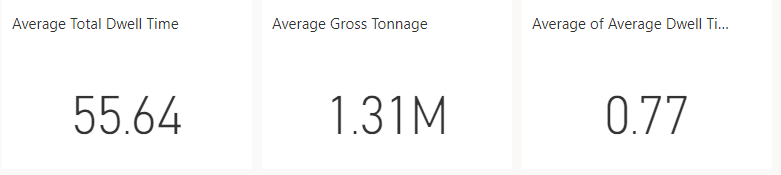 Average Total Dwell Time
55.64
Average Gross Tonnage
1.31M
Average of Average Dwell Ti...
0.77